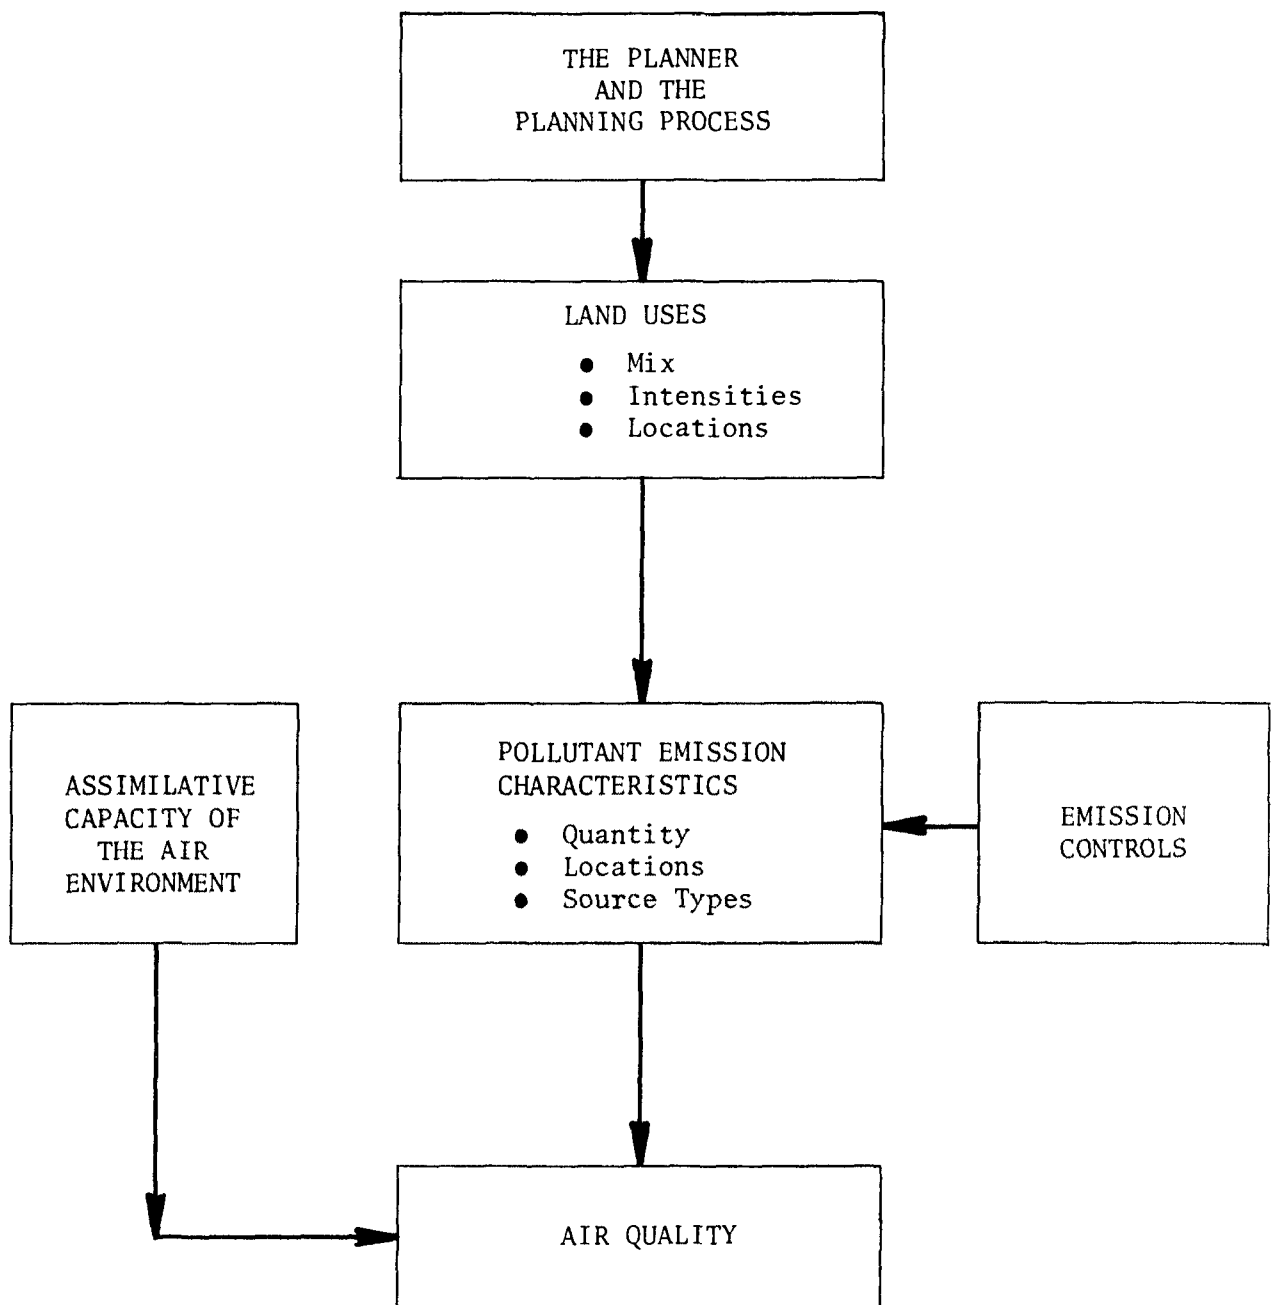 THE PLANNER
AND THE
PLANNING PROCESS
LAND USES
● Mix
● Intensities
● Locations
ASSIMILATIVE
CAPACITY OF
THE AIR
ENVIRONMENT
POLLUTANT EMISSION
CHARACTERISTICS
● Quantity
● Locations
● Source Types
EMISSION
CONTROLS
AIR QUALITY